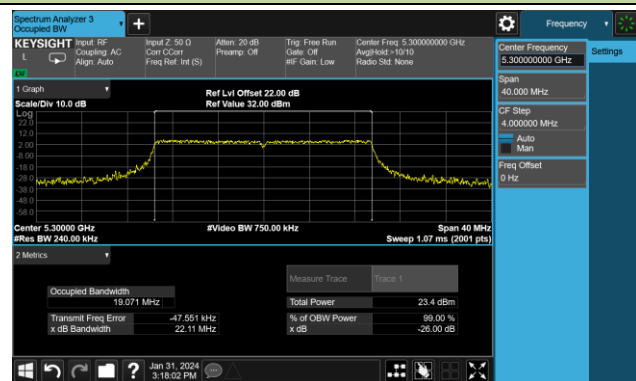 Spectrum Analyzer 3
Occupied BW
+
Frequency
KEYSIGHT
L
LW
Input: RF
Coupling: AC
Align: Auto
Input Z: 50 Ω
Corr CCorr
Freq Ref: Int (S)
Atten: 20 dB
Preamp: Off
Trig: Free Run
Gate: Off
#IF Gain: Low
Center Freq: 5.300000000 GHz
Avg|Hold:>10/10
Radio Std: None
Center Frequency
5.300000000 GHz
Settings
Span
40.000 MHz
CF Step
4.000000 MHz
Auto
Man
Freq Offset
0 Hz
1 Graph
Scale/Div 10.0 dB
Ref Lvl Offset 22.00 dB
Ref Value 32.00 dBm
Log
22.0
12.0
2.00
-8.00
-18.0
-28.0
-38.0
-48.0
-58.0
Center 5.30000 GHz
#Video BW 750.00 kHz
Span 40 MHz
#Res BW 240.00 kHz
Sweep 1.07 ms (2001 pts)
2 Metrics
Measure Trace
Trace 1
Occupied Bandwidth
19.071 MHz
Total Power
23.4 dBm
Transmit Freq Error
-47.551 kHz
% of OBW Power
99.00 %
x dB Bandwidth
22.11 MHz
x dB
-26.00 dB
?
Jan 31, 2024
3:18:02 PM